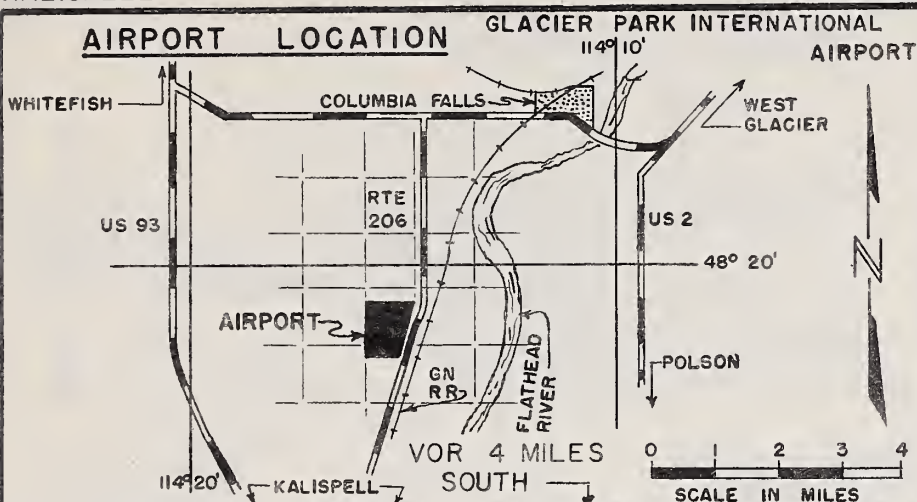 AIRPORT LOCATION
GLACIER PARK INTERNATIONAL
AIRPORT
114° 10'
WHITEFISH
COLUMBIA FALLS
WEST
GLACIER
RTE
206
US 93
US 2
48° 20'
N
AIRPORT
GN
RR
FLATHEAD
RIVER
POLSON
VOR 4 MILES
SOUTH
114° 20'
KALISPELL
0 1 2 3 4
SCALE IN MILES